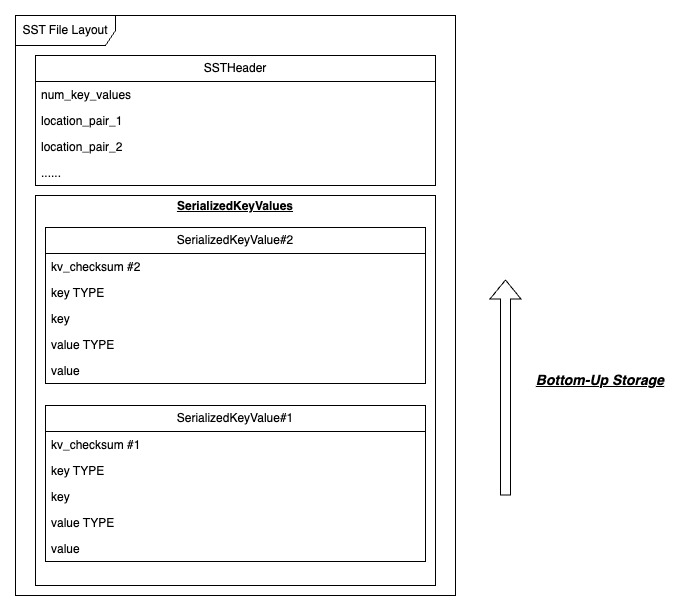 SST File Layout
SSTHeader
num_key_values
location_pair_1
location_pair_2
......
SerializedKeyValues
SerializedKeyValue#2
kv_checksum #2
key TYPE
key
value TYPE
value
SerializedKeyValue#1
kv_checksum #1
key TYPE
key
value TYPE
value
Bottom-Up Storage